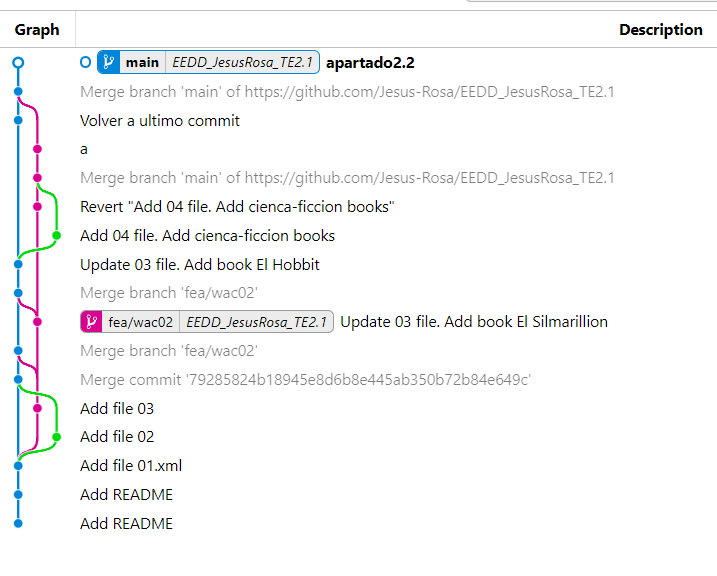 Graph Description
main EEDD_JesusRosa_TE2.1 apartado2.2
Merge branch 'main' of https://github.com/Jesus-Rosa/EEDD_JesusRosa_TE2.1
Volver a ultimo commit
a
Merge branch 'main' of https://github.com/Jesus-Rosa/EEDD_JesusRosa_TE2.1
Revert "Add 04 file. Add cienca-ficcion books"
Add 04 file. Add cienca-ficcion books
Update 03 file. Add book El Hobbit
Merge branch 'fea/wac02'
fea/wac02 EEDD_JesusRosa_TE2.1 Update 03 file. Add book El Silmarillion
Merge branch 'fea/wac02'
Merge commit '79285824b18945e8d6b8e445ab350b72b84e649c'
Add file 03
Add file 02
Add file 01.xml
Add README
Add README